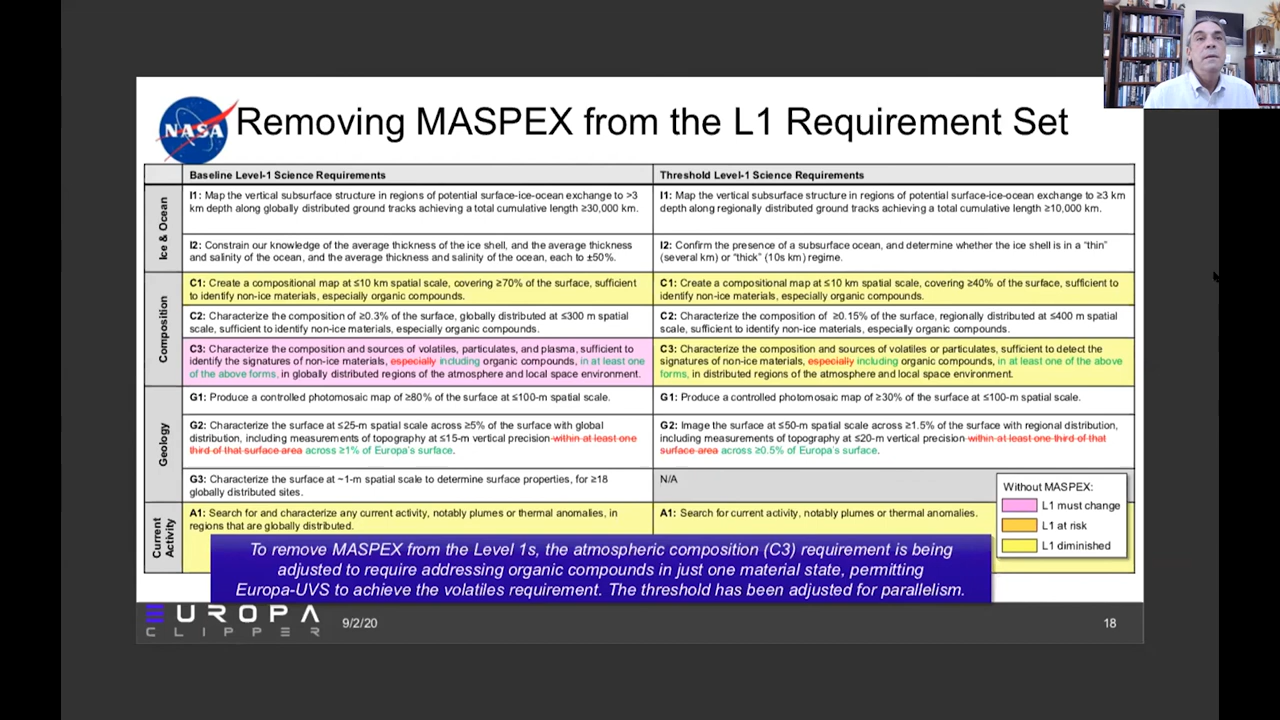 NASA
Removing MASPEX from the L1 Requirement Set
Baseline Level-1 Science Requirements
Threshold Level-1 Science Requirements
Ice & Ocean
I1: Map the vertical subsurface structure in regions of potential surface-ice-ocean exchange to >3
km depth along globally distributed ground tracks achieving a total cumulative length ≥30,000 km.
I1: Map the vertical subsurface structure in regions of potential surface-ice-ocean exchange to ≥3 km
depth along regionally distributed ground tracks achieving a total cumulative length ≥10,000 km.
I2: Constrain our knowledge of the average thickness of the ice shell, and the average thickness
and salinity of the ocean, and the average thickness and salinity of the ocean, each to ±50%.
I2: Confirm the presence of a subsurface ocean, and determine whether the ice shell is in a “thin”
(several km) or “thick” (10s km) regime.
Composition
C1: Create a compositional map at ≤10 km spatial scale, covering ≥70% of the surface, sufficient
to identify non-ice materials, especially organic compounds.
C1: Create a compositional map at ≤10 km spatial scale, covering ≥40% of the surface, sufficient to
identify non-ice materials, especially organic compounds.
C2: Characterize the composition of ≥0.3% of the surface, globally distributed at ≤300 m spatial
scale, sufficient to identify non-ice materials, especially organic compounds.
C2: Characterize the composition of ≥0.15% of the surface, regionally distributed at ≤400 m spatial
scale, sufficient to identify non-ice materials, especially organic compounds.
C3: Characterize the composition and sources of volatiles, particulates, and plasma, sufficient to
identify the signatures of non-ice materials, especially including organic compounds, in at least one
of the above forms, in globally distributed regions of the atmosphere and local space environment.
C3: Characterize the composition and sources of volatiles or particulates, sufficient to detect the
signatures of non-ice materials, especially including organic compounds, in at least one of the above
forms, in distributed regions of the atmosphere and local space environment.
Geology
G1: Produce a controlled photomosaic map of ≥80% of the surface at ≤100-m spatial scale.
G1: Produce a controlled photomosaic map of ≥30% of the surface at ≤100-m spatial scale.
G2: Characterize the surface at ≤25-m spatial scale across ≥5% of the surface with global
distribution, including measurements of topography at ≤15-m vertical precision within at least one
third of that surface area across ≥1% of Europa's surface.
G2: Image the surface at ≤50-m spatial scale across ≥1.5% of the surface with regional distribution,
including measurements of topography at ≤20-m vertical precision within at least one third of that
surface area across ≥0.5% of Europa's surface.
G3: Characterize the surface at ~1-m spatial scale to determine surface properties, for ≥18
globally distributed sites.
N/A
Current Activity
A1: Search for and characterize any current activity, notably plumes or thermal anomalies, in
regions that are globally distributed.
A1: Search for current activity, notably plumes or thermal anomalies.
Without MASPEX:
L1 must change
L1 at risk
L1 diminished
To remove MASPEX from the Level 1s, the atmospheric composition (C3) requirement is being
adjusted to require addressing organic compounds in just one material state, permitting
Europa-UVS to achieve the volatiles requirement. The threshold has been adjusted for parallelism.
EUROPA
CLIPPER
9/2/20
18